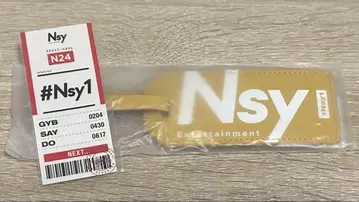 Nsy
N24
#Nsy1
GYB 0204
SAY 0430
DO 0617
NEXT...
Nsy
Entertainment